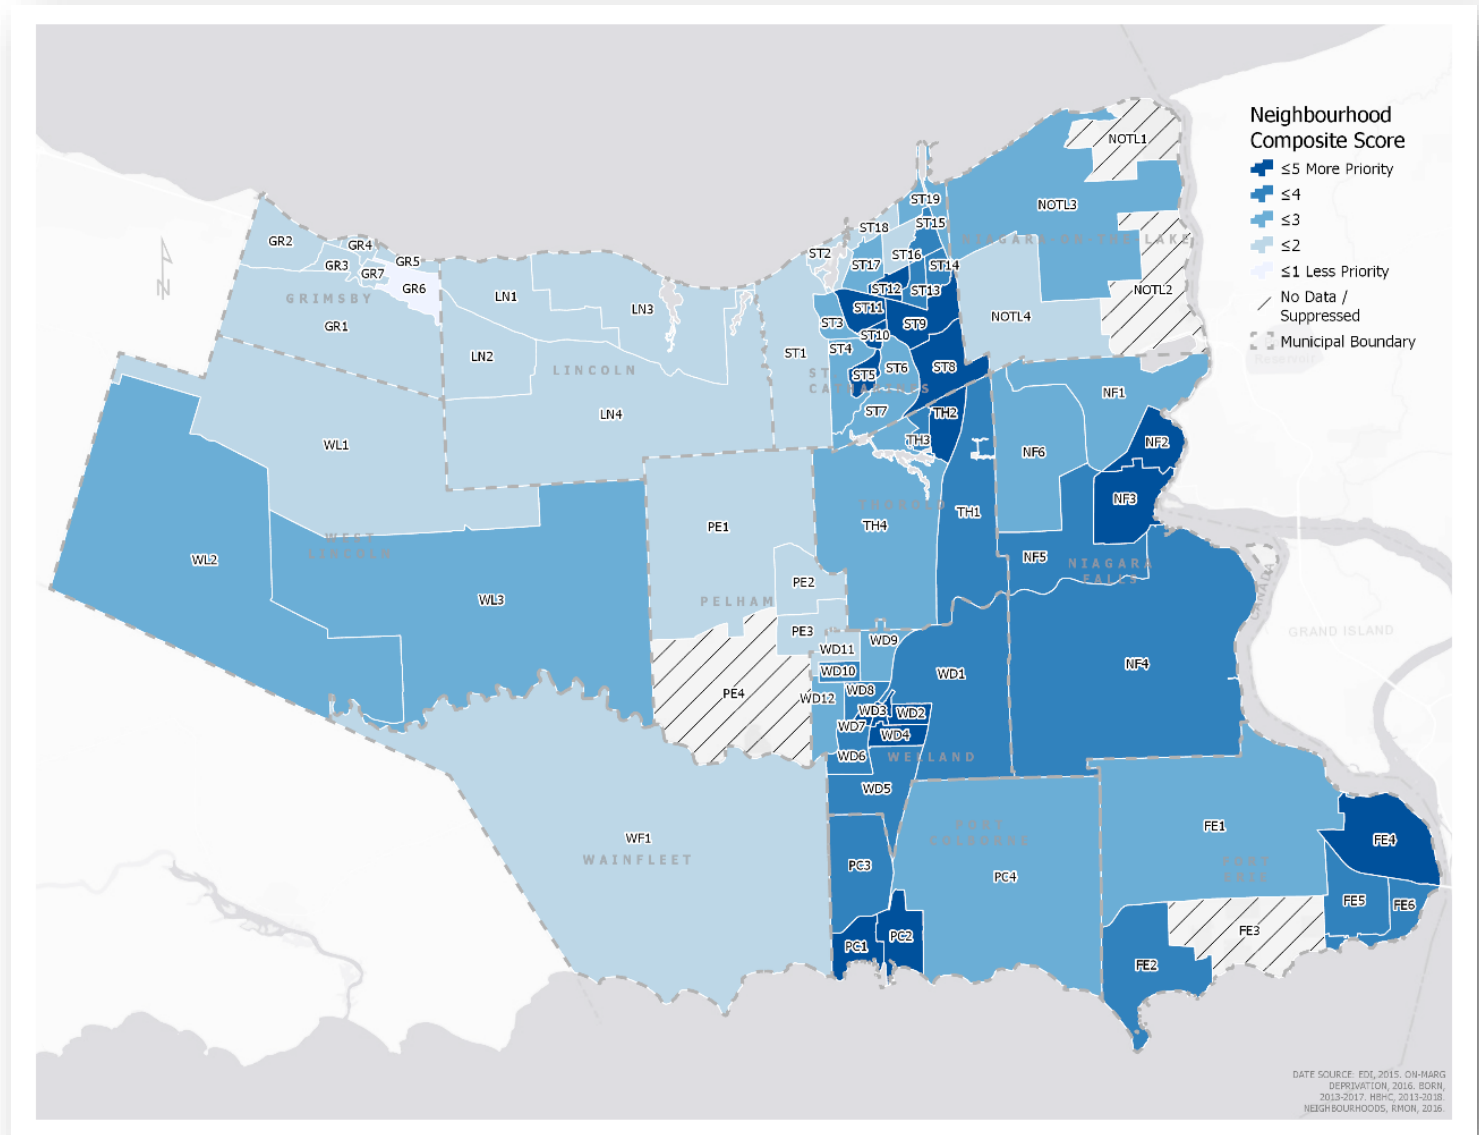 Neighbourhood
Composite Score
≤5 More Priority
≤4
≤3
≤2
≤1 Less Priority
No Data /
Suppressed
Municipal Boundary
N
NOTL1
NOTL3
NIAGARA-ON-THE-LAKE
NOTL2
NOTL4
ST19
ST15
ST18
ST16
ST2
ST17
ST14
ST12
ST13
ST11
ST3
ST9
ST10
ST4
ST1
ST6
ST8
ST5
ST7
ST
CATHARINES
GR2
GR4
GR5
GR3
GR7
GR6
GRIMSBY
GR1
LN1
LN3
LN2
LINCOLN
LN4
WL1
WEST
LINCOLN
WL2
WL3
TH2
TH3
THOROLD
TH4
TH1
NF1
NF2
NF6
NF3
NF5
NIAGARA
FALLS
NF4
CANADA
GRAND ISLAND
Reservoir
PE1
PE2
PELHAM
PE3
PE4
WD9
WD11
WD10
WD1
WD8
WD12
WD3
WD2
WD7
WD4
WD6
WELLAND
WD5
WF1
WAINFLEET
PORT
COLBORNE
PC3
PC4
PC1
PC2
FE1
FE4
FORT
ERIE
FE5
FE6
FE3
FE2
DATE SOURCE: EDI, 2015. ON-MARG
DEPRIVATION, 2016. BORN,
2013-2017. HBHC, 2013-2018.
NEIGHBOURHOODS, RMON, 2016.